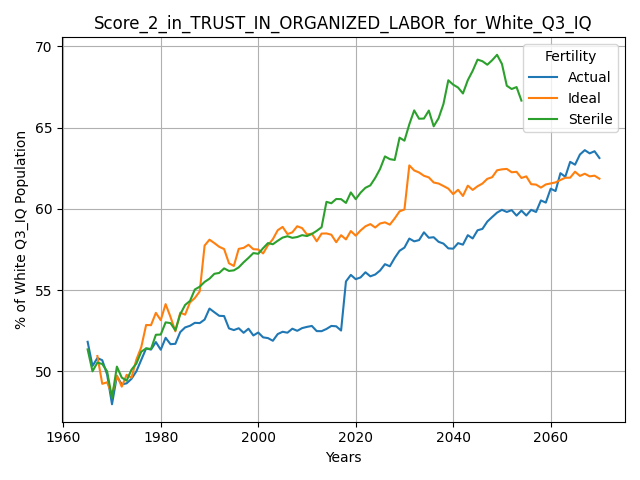 Score_2_in_TRUST_IN_ORGANIZED_LABOR_for_White_Q3_IQ
% of White Q3_IQ Population
70
65
60
55
50
Fertility
Actual
Ideal
Sterile
1960
1980
2000
2020
2040
2060
Years